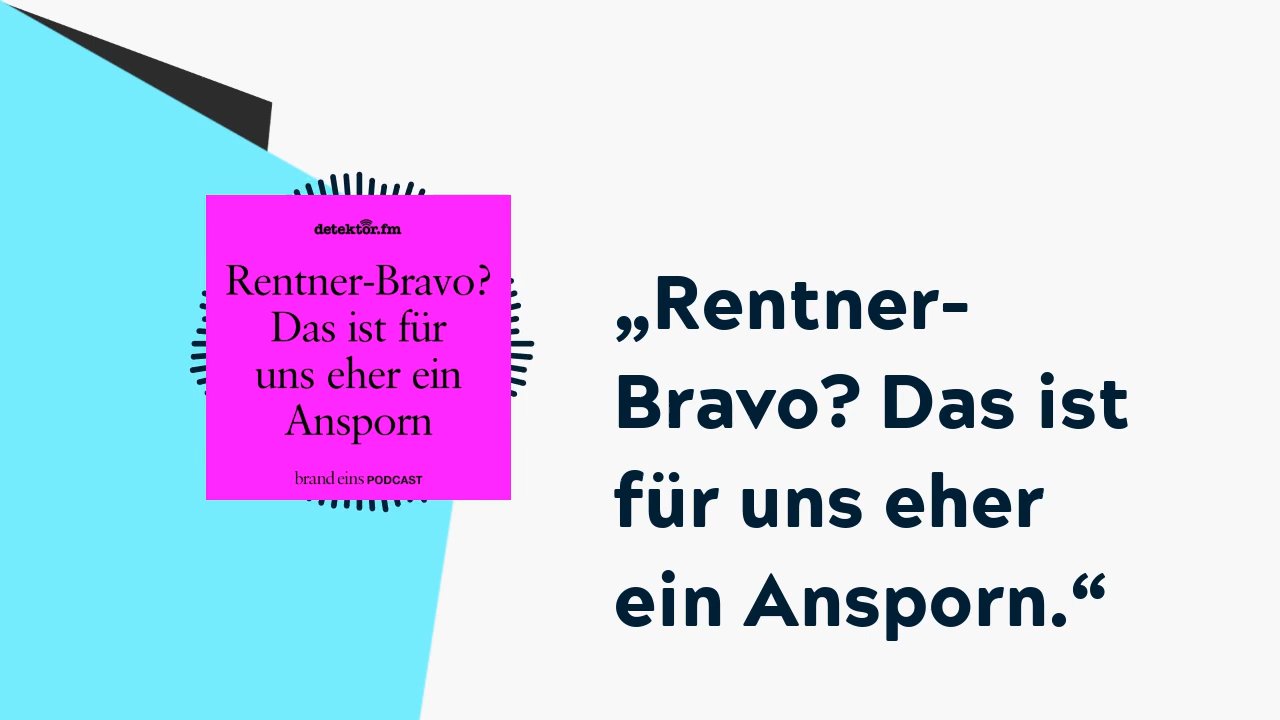 detektor.fm
Rentner-Bravo?
Das ist für
uns eher ein
Ansporn
brand eins PODCAST
„Rentner-
Bravo? Das ist
für uns eher
ein Ansporn.“